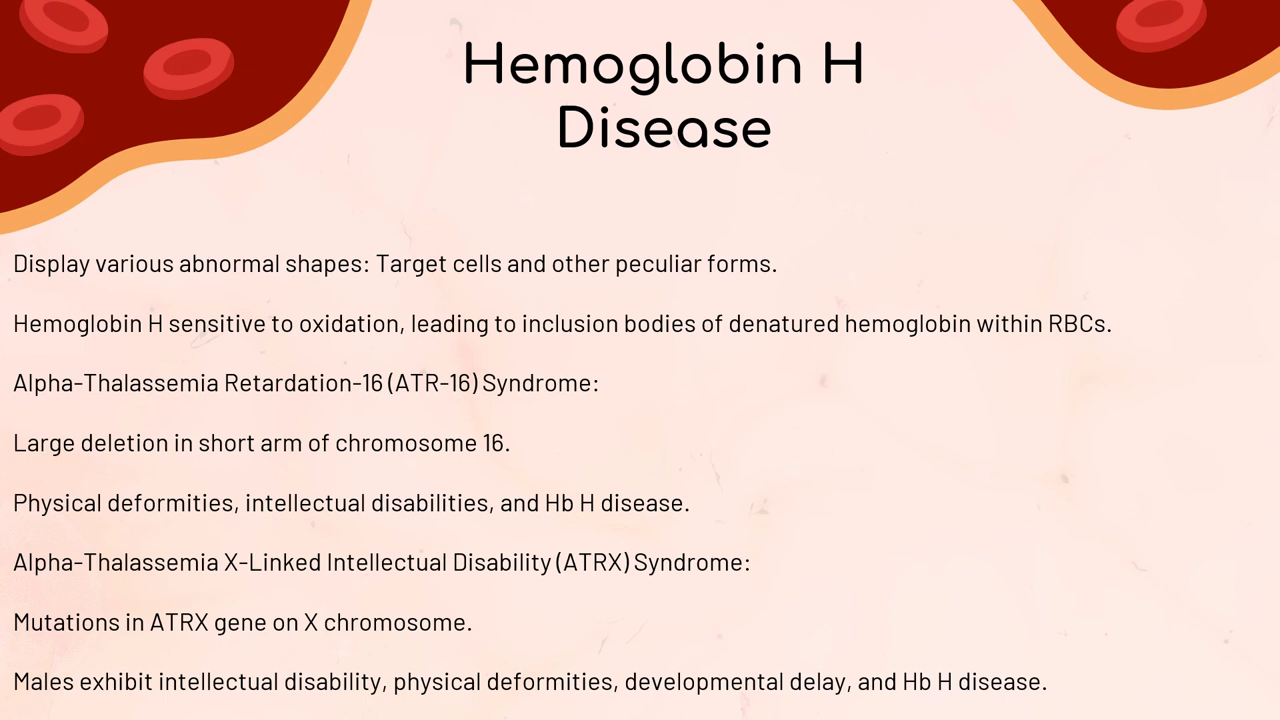 Hemoglobin H
Disease
Display various abnormal shapes: Target cells and other peculiar forms.
Hemoglobin H sensitive to oxidation, leading to inclusion bodies of denatured hemoglobin within RBCs.
Alpha-Thalassemia Retardation-16 (ATR-16) Syndrome:
Large deletion in short arm of chromosome 16.
Physical deformities, intellectual disabilities, and Hb H disease.
Alpha-Thalassemia X-Linked Intellectual Disability (ATRX) Syndrome:
Mutations in ATRX gene on X chromosome.
Males exhibit intellectual disability, physical deformities, developmental delay, and Hb H disease.